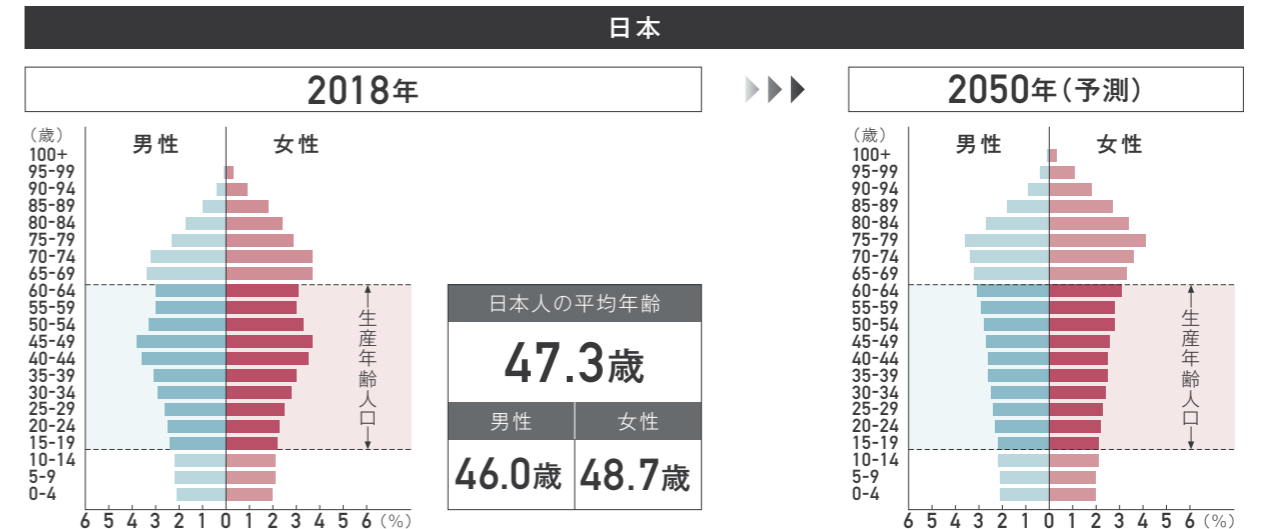 日本
2018年
2050年(予測)
(歳)
男性 女性
100+
95-99
90-94
85-89
80-84
75-79
70-74
65-69
60-64
55-59
50-54
45-49
40-44
35-39
30-34
25-29
20-24
15-19
10-14
5-9
0-4
生産年齢人口
6 5 4 3 2 1 0 1 2 3 4 5 6 (%)
日本人の平均年齢
47.3歳
男性 女性
46.0歳 48.7歳
(歳)
男性 女性
100+
95-99
90-94
85-89
80-84
75-79
70-74
65-69
60-64
55-59
50-54
45-49
40-44
35-39
30-34
25-29
20-24
15-19
10-14
5-9
0-4
生産年齢人口
6 5 4 3 2 1 0 1 2 3 4 5 6 (%)